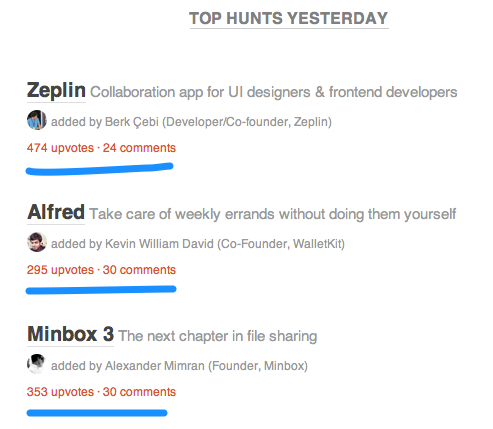 TOP HUNTS YESTERDAY
Zeplin Collaboration app for UI designers & frontend developers
added by Berk Çebi (Developer/Co-founder, Zeplin)
474 upvotes · 24 comments
Alfred Take care of weekly errands without doing them yourself
added by Kevin William David (Co-Founder, WalletKit)
295 upvotes · 30 comments
Minbox 3 The next chapter in file sharing
added by Alexander Mimran (Founder, Minbox)
353 upvotes · 30 comments